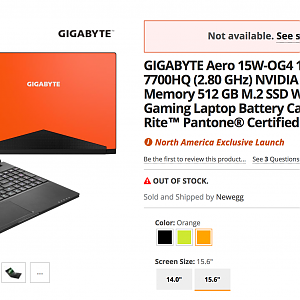 GIGABYTE
GIGABYTE
Not available. See s
GIGABYTE Aero 15W-OG4 1
7700HQ (2.80 GHz) NVIDIA
Memory 512 GB M.2 SSD W
Gaming Laptop Battery Ca
Rite™ Pantone® Certified
North America Exclusive Launch
Be the first to review this product...
See 3 Questions
OUT OF STOCK.
Sold and Shipped by Newegg
Color: Orange
Screen Size: 15.6"
14.0"
15.6"